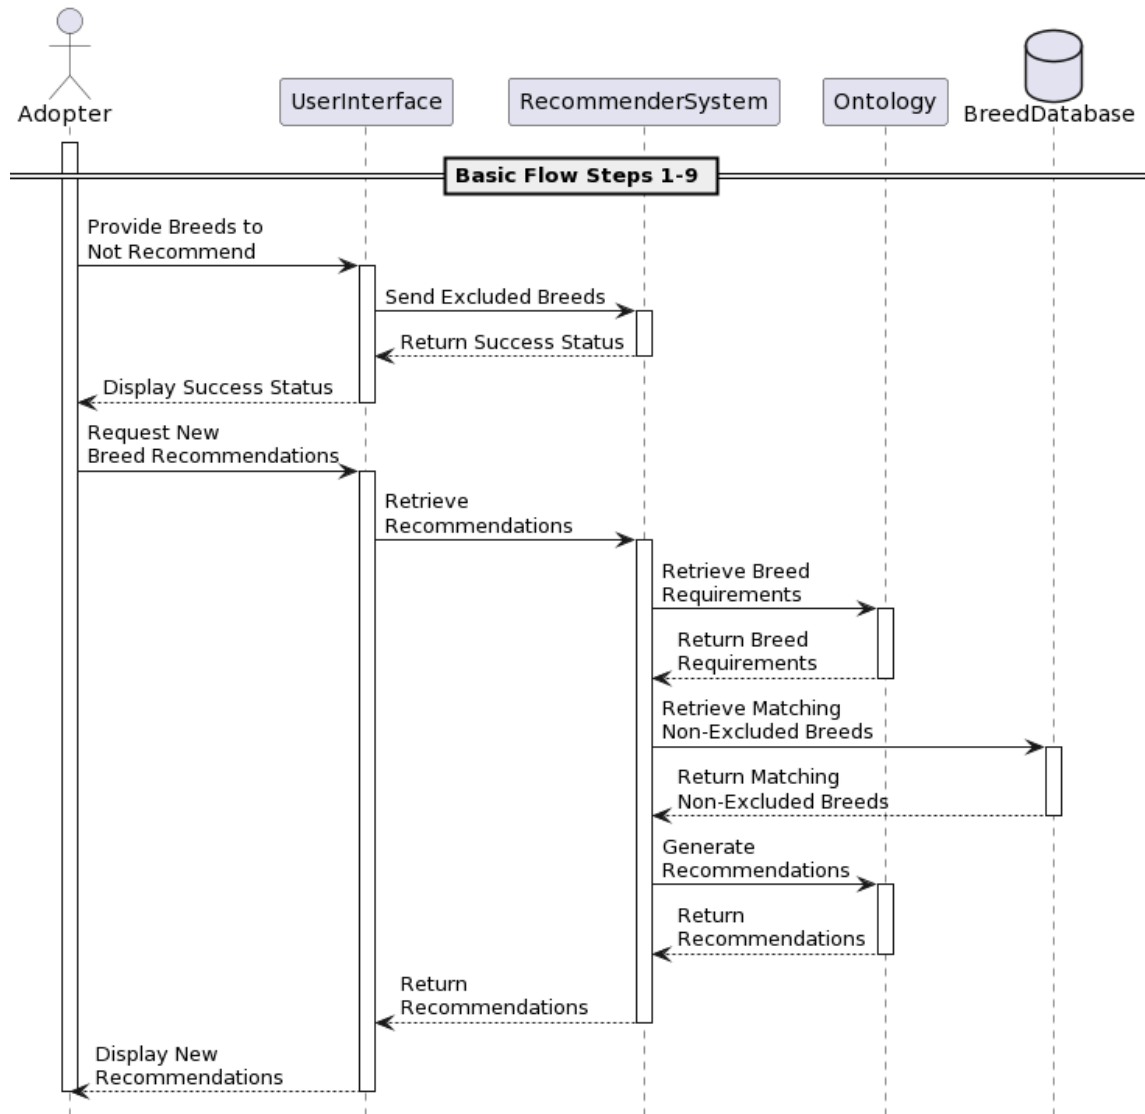 Adopter
UserInterface
RecommenderSystem
Ontology
BreedDatabase
Basic Flow Steps 1-9
Provide Breeds to
Not Recommend
Send Excluded Breeds
Return Success Status
Display Success Status
Request New
Breed Recommendations
Retrieve
Recommendations
Retrieve Breed
Requirements
Return Breed
Requirements
Retrieve Matching
Non-Excluded Breeds
Return Matching
Non-Excluded Breeds
Generate
Recommendations
Return
Recommendations
Return
Recommendations
Display New
Recommendations